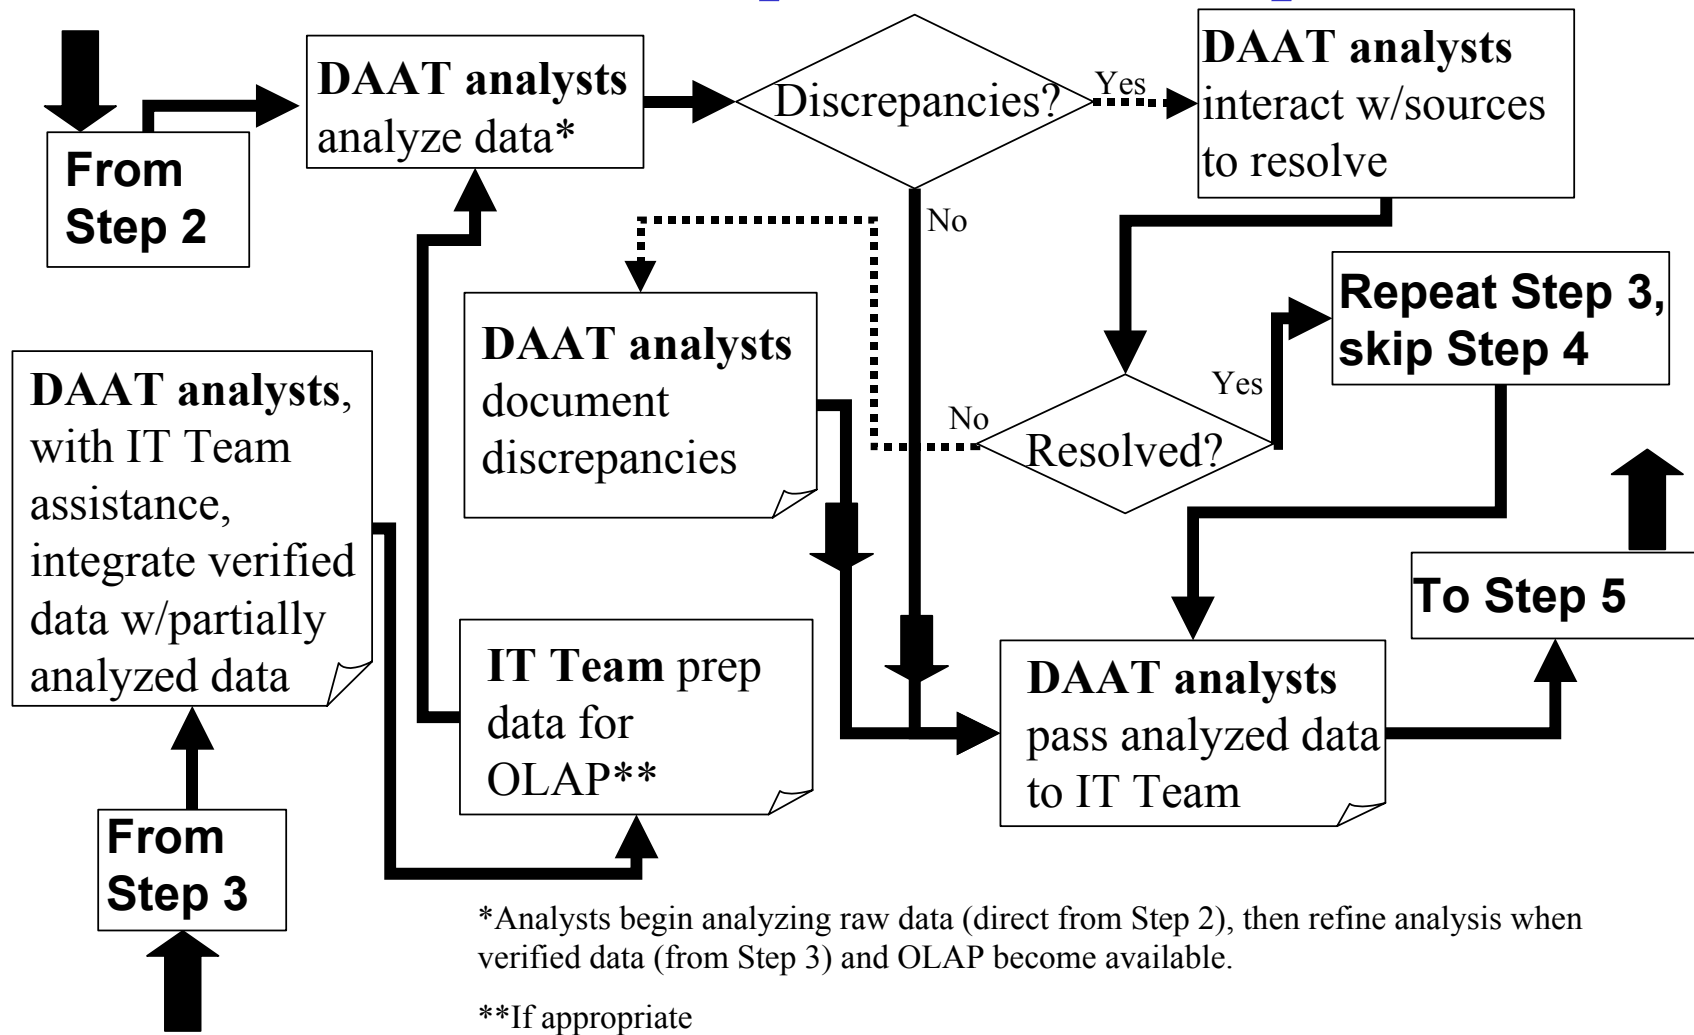 From
Step 2
DAAT analysts
analyze data*
Discrepancies?
Yes
DAAT analysts
interact w/sources
to resolve
No
Repeat Step 3,
skip Step 4
Yes
Resolved?
No
DAAT analysts
document
discrepancies
DAAT analysts,
with IT Team
assistance,
integrate verified
data w/partially
analyzed data
From
Step 3
IT Team prep
data for
OLAP**
DAAT analysts
pass analyzed data
to IT Team
To Step 5
*Analysts begin analyzing raw data (direct from Step 2), then refine analysis when
verified data (from Step 3) and OLAP become available.
**If appropriate